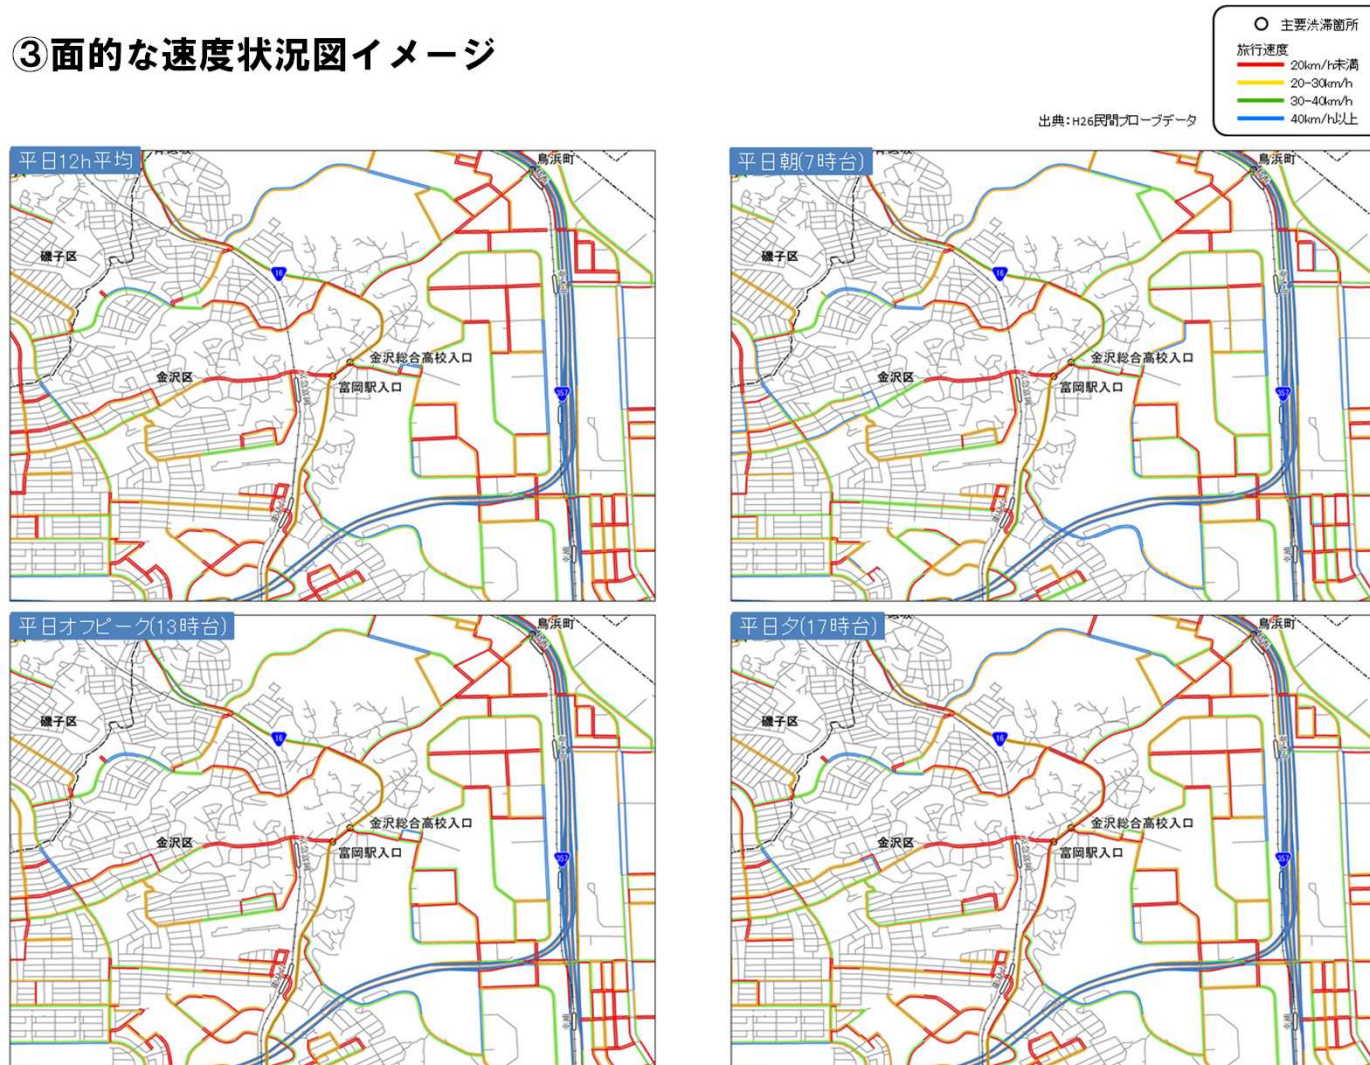 ③面的な速度状況図イメージ
主要渋滞箇所
旅行速度
20km/h未満
20-30km/h
30-40km/h
40km/h以上
出典:H26民間プローブデータ
平日12h平均
鳥浜町
磯子区
16
金沢総合高校入口
金沢区
富岡駅入口
357
平日朝(7時台)
鳥浜町
磯子区
16
金沢総合高校入口
金沢区
富岡駅入口
357
平日オフピーク(13時台)
鳥浜町
磯子区
16
金沢総合高校入口
金沢区
富岡駅入口
357
平日夕(17時台)
鳥浜町
磯子区
16
金沢総合高校入口
金沢区
富岡駅入口
357